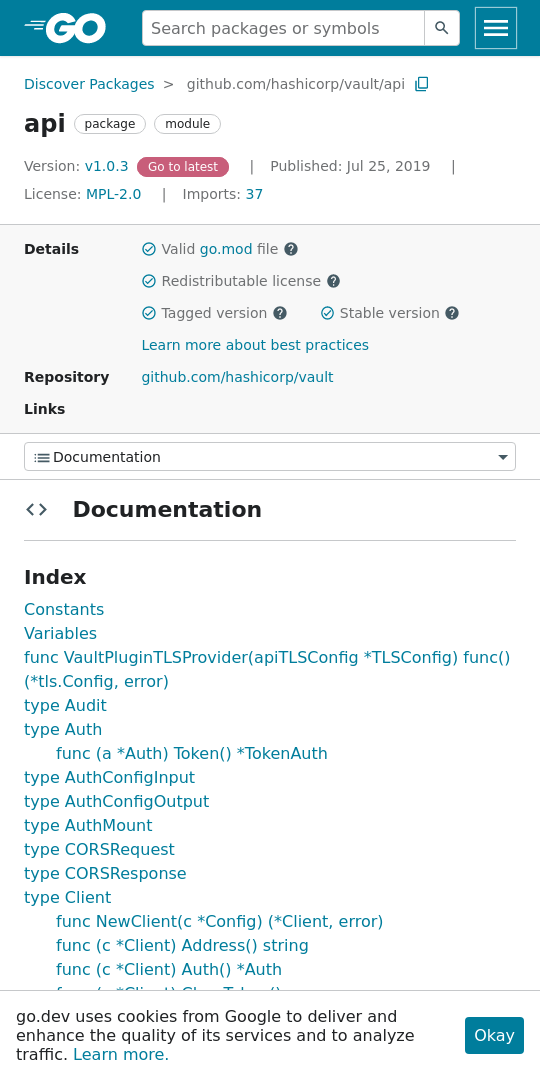 GO
Search packages or symbols
Discover Packages > github.com/hashicorp/vault/api
api package module
Version: v1.0.3 Go to latest | Published: Jul 25, 2019 |
License: MPL-2.0 | Imports: 37
Details Valid go.mod file ?
Redistributable license ?
Tagged version ? Stable version ?
Learn more about best practices
Repository github.com/hashicorp/vault
Links
Documentation
Documentation
Index
Constants
Variables
func VaultPluginTLSProvider(apiTLSConfig *TLSConfig) func()
(*tls.Config, error)
type Audit
type Auth
func (a *Auth) Token() *TokenAuth
type AuthConfigInput
type AuthConfigOutput
type AuthMount
type CORSRequest
type CORSResponse
type Client
func NewClient(c *Config) (*Client, error)
func (c *Client) Address() string
func (c *Client) Auth() *Auth
func (c *Client) ClearToken()
go.dev uses cookies from Google to deliver and
enhance the quality of its services and to analyze
traffic. Learn more.
Okay